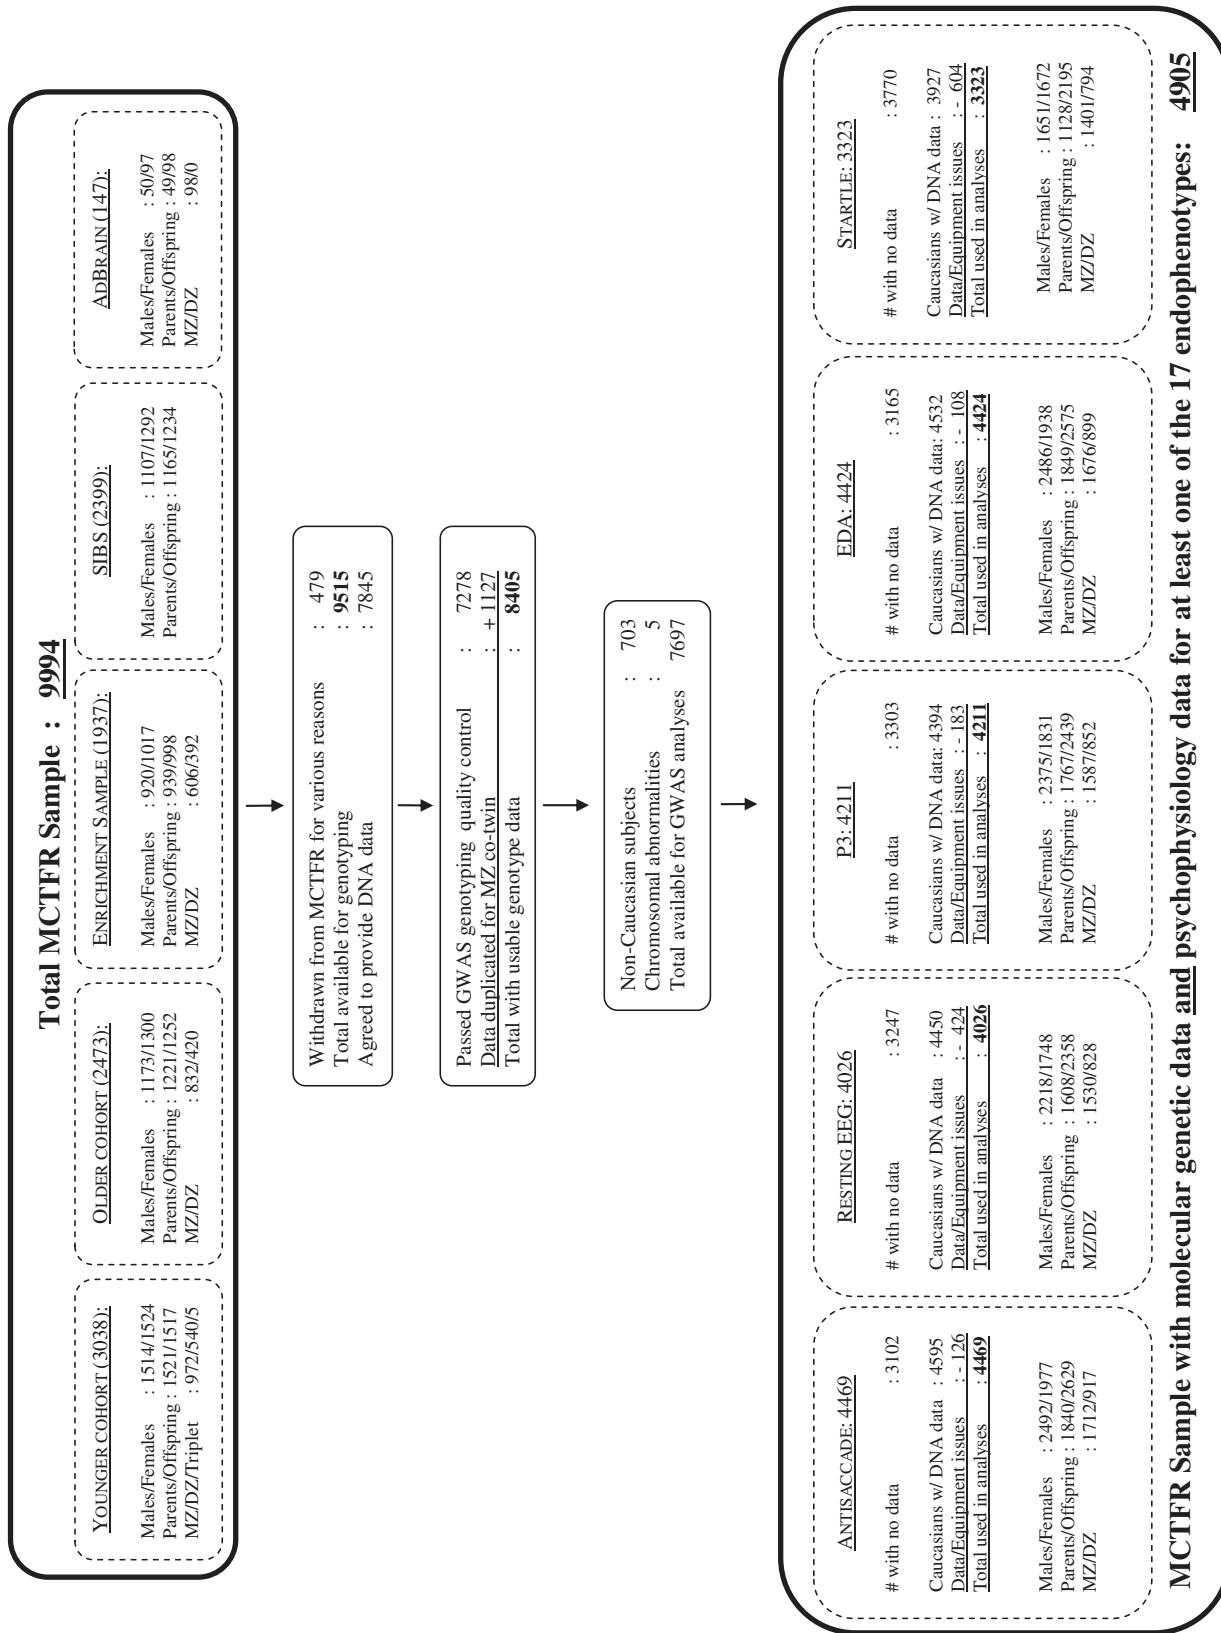 Total MCTFR Sample : 9994
YOUNGER COHORT (3038):
Males/Females : 1514/1524
Parents/Offspring : 1521/1517
MZ/DZ/Triplet : 972/540/5
OLDER COHORT (2473):
Males/Females : 1173/1300
Parents/Offspring : 1221/1252
MZ/DZ : 832/420
ENRICHMENT SAMPLE (1937):
Males/Females : 920/1017
Parents/Offspring : 939/998
MZ/DZ : 606/392
SIBS (2399):
Males/Females : 1107/1292
Parents/Offspring : 1165/1234
ADBRAIN (147):
Males/Females : 50/97
Parents/Offspring : 49/98
MZ/DZ : 98/0
Withdrawn from MCTFR for various reasons : 479
Total available for genotyping : 9515
Agreed to provide DNA data : 7845
Passed GWAS genotyping quality control : 7278
Data duplicated for MZ co-twin : + 1127
Total with usable genotype data : 8405
Non-Caucasian subjects : 703
Chromosomal abnormalities : 5
Total available for GWAS analyses 7697
ANTISACCADE: 4469
# with no data : 3102
Caucasians w/ DNA data : 4595
Data/Equipment issues : - 126
Total used in analyses : 4469
Males/Females : 2492/1977
Parents/Offspring : 1840/2629
MZ/DZ : 1712/917
RESTING EEG: 4026
# with no data : 3247
Caucasians w/ DNA data : 4450
Data/Equipment issues : - 424
Total used in analyses : 4026
Males/Females : 2218/1748
Parents/Offspring : 1608/2358
MZ/DZ : 1530/828
P3: 4211
# with no data : 3303
Caucasians w/ DNA data: 4394
Data/Equipment issues : - 183
Total used in analyses : 4211
Males/Females : 2375/1831
Parents/Offspring : 1767/2439
MZ/DZ : 1587/852
EDA: 4424
# with no data : 3165
Caucasians w/ DNA data: 4532
Data/Equipment issues : - 108
Total used in analyses : 4424
Males/Females : 2486/1938
Parents/Offspring : 1849/2575
MZ/DZ : 1676/899
STARTLE: 3323
# with no data : 3770
Caucasians w/ DNA data : 3927
Data/Equipment issues : - 604
Total used in analyses : 3323
Males/Females : 1651/1672
Parents/Offspring : 1128/2195
MZ/DZ : 1401/794
MCTFR Sample with molecular genetic data and psychophysiology data for at least one of the 17 endophenotypes: 4905